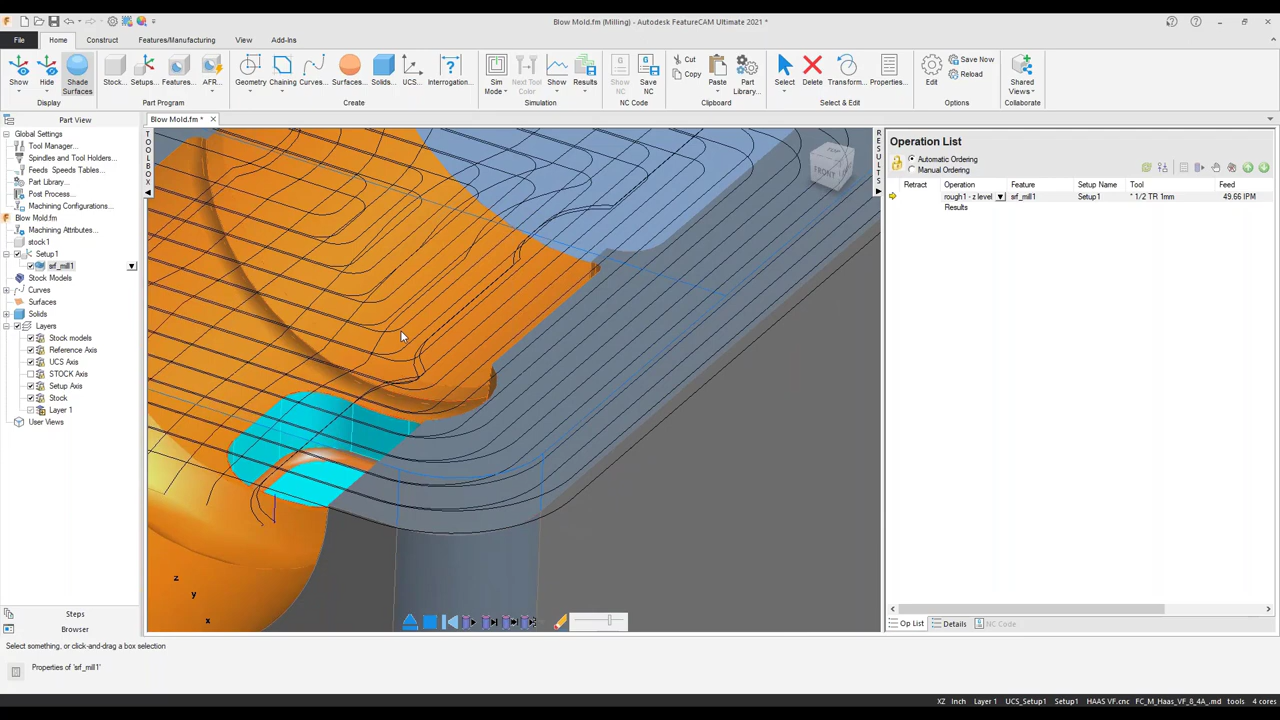 Blow Mold.fm (Milling) - Autodesk FeatureCAM Ultimate 2021 *
File Home Construct Features/Manufacturing View Add-Ins
Show Hide Shade Surfaces Stock... Setups... Features... AFR... Geometry... Chaining Curves... Surfaces... Solids... UCS... Interrogation... Sim Mode Next Tool Color Show Results Show NC Save NC Cut Copy Paste Part Library... Select Delete Transform... Properties... Edit Save Now Reload Shared Views
Display Part Program Create Simulation NC Code Clipboard Select & Edit Options Collaborate
Part View
Global Settings
Tool Manager...
Spindles and Tool Holders...
Feeds Speeds Tables...
Part Library...
Post Process...
Machining Configurations...
Blow Mold.fm
Machining Attributes...
stock1
Setup1
srf_mill1
Stock Models
Curves
Surfaces
Solids
Layers
Stock models
Reference Axis
UCS Axis
STOCK Axis
Setup Axis
Stock
Layer 1
User Views
Steps
Browser
Blow Mold.fm *
TOOLBOX
RESULTS
TOP
FRONT
z
y
x
Operation List
Automatic Ordering
Manual Ordering
Retract Operation Feature Setup Name Tool Feed
rough1 - z level srf_mill1 Setup1 * 1/2 TR 1mm 49.66 IPM
Results
Op List Details NC Code
Select something, or click-and-drag a box selection
Properties of 'srf_mill1'
XZ Inch Layer 1 UCS_Setup1 Setup1 HAAS VF.cnc FC_M_Haas_VF_8_4A_.md tools 4 cores